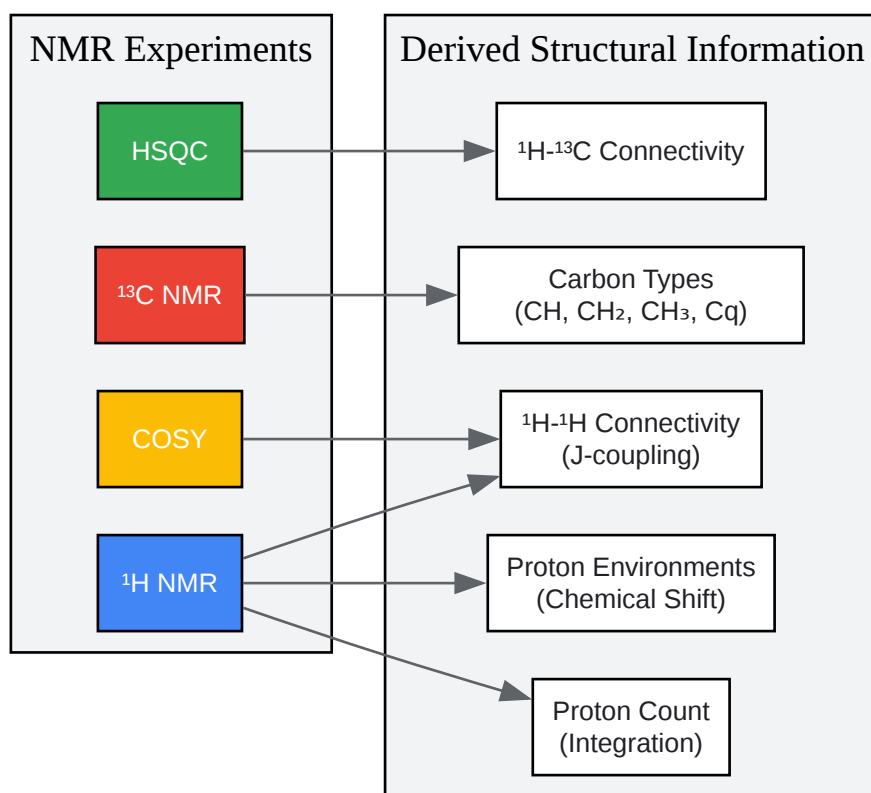 NMR Experiments
HSQC
¹³C NMR
COSY
¹H NMR
Derived Structural Information
¹H-¹³C Connectivity
Carbon Types
(CH, CH₂, CH₃, Cq)
¹H-¹H Connectivity
(J-coupling)
Proton Environments
(Chemical Shift)
Proton Count
(Integration)